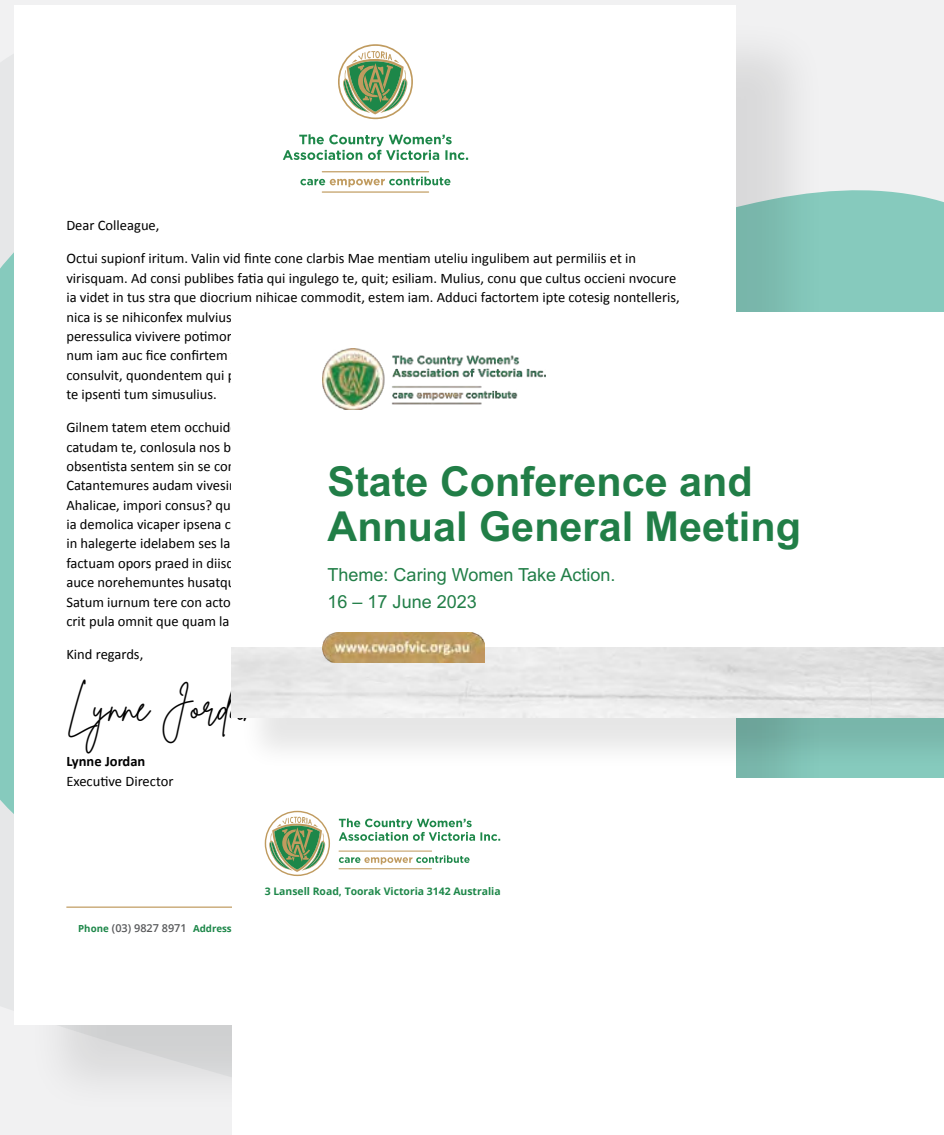 VICTORIA
CWA
The Country Women's
Association of Victoria Inc.
care empower contribute
Dear Colleague,
Octui supionf iritum. Valin vid finte cone clarbis Mae mentiam uteliu ingulibem aut permiliis et in
virisquam. Ad consi publibes fatia qui ingulego te, quit; esiliam. Mulius, conu que cultus occieni nvocure
ia videt in tus stra que diocrium nihicae commodit, estem iam. Adduci factortem ipte cotesig nontelleris,
nica is se nihiconfex mulvius
peressulica vivivere potimor
num iam auc fice confirtem
consulvit, quondentem qui
te ipsenti tum simusulius.
Gilnem tatem etem occhuid
catudam te, conlosula nos b
obsentista sentem sin se cor
Catantemures audam vivesi
Ahalicae, impori consus? qu
ia demolica vicaper ipsena c
in halegerte idelabem ses la
factuam opors praed in diisc
auce norehemuntes husatqu
Satum iurnum tere con acto
crit pula omnit que quam la
Kind regards,
Lynne Jord
Lynne Jordan
Executive Director
Phone (03) 9827 8971 Address
VICTORIA
CWA
The Country Women's
Association of Victoria Inc.
care empower contribute
State Conference and
Annual General Meeting
Theme: Caring Women Take Action.
16 – 17 June 2023
www.cwaofvic.org.au
VICTORIA
CWA
The Country Women's
Association of Victoria Inc.
care empower contribute
3 Lansell Road, Toorak Victoria 3142 Australia